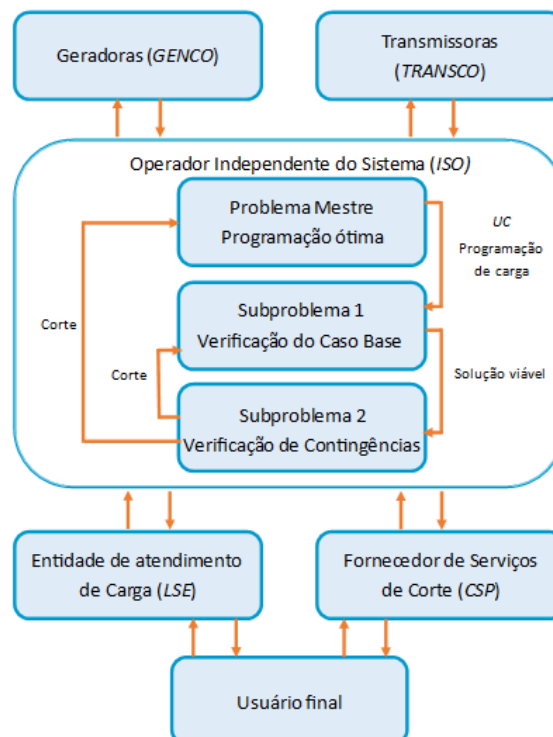 Geradoras (GENCO)
Transmissoras
(TRANSCO)
Operador Independente do Sistema (ISO)
Problema Mestre
Programação ótima
UC
Programação
de carga
Subproblema 1
Verificação do Caso Base
Corte
Corte
Solução viável
Subproblema 2
Verificação de Contingências
Entidade de atendimento
de Carga (LSE)
Fornecedor de Serviços
de Corte (CSP)
Usuário final